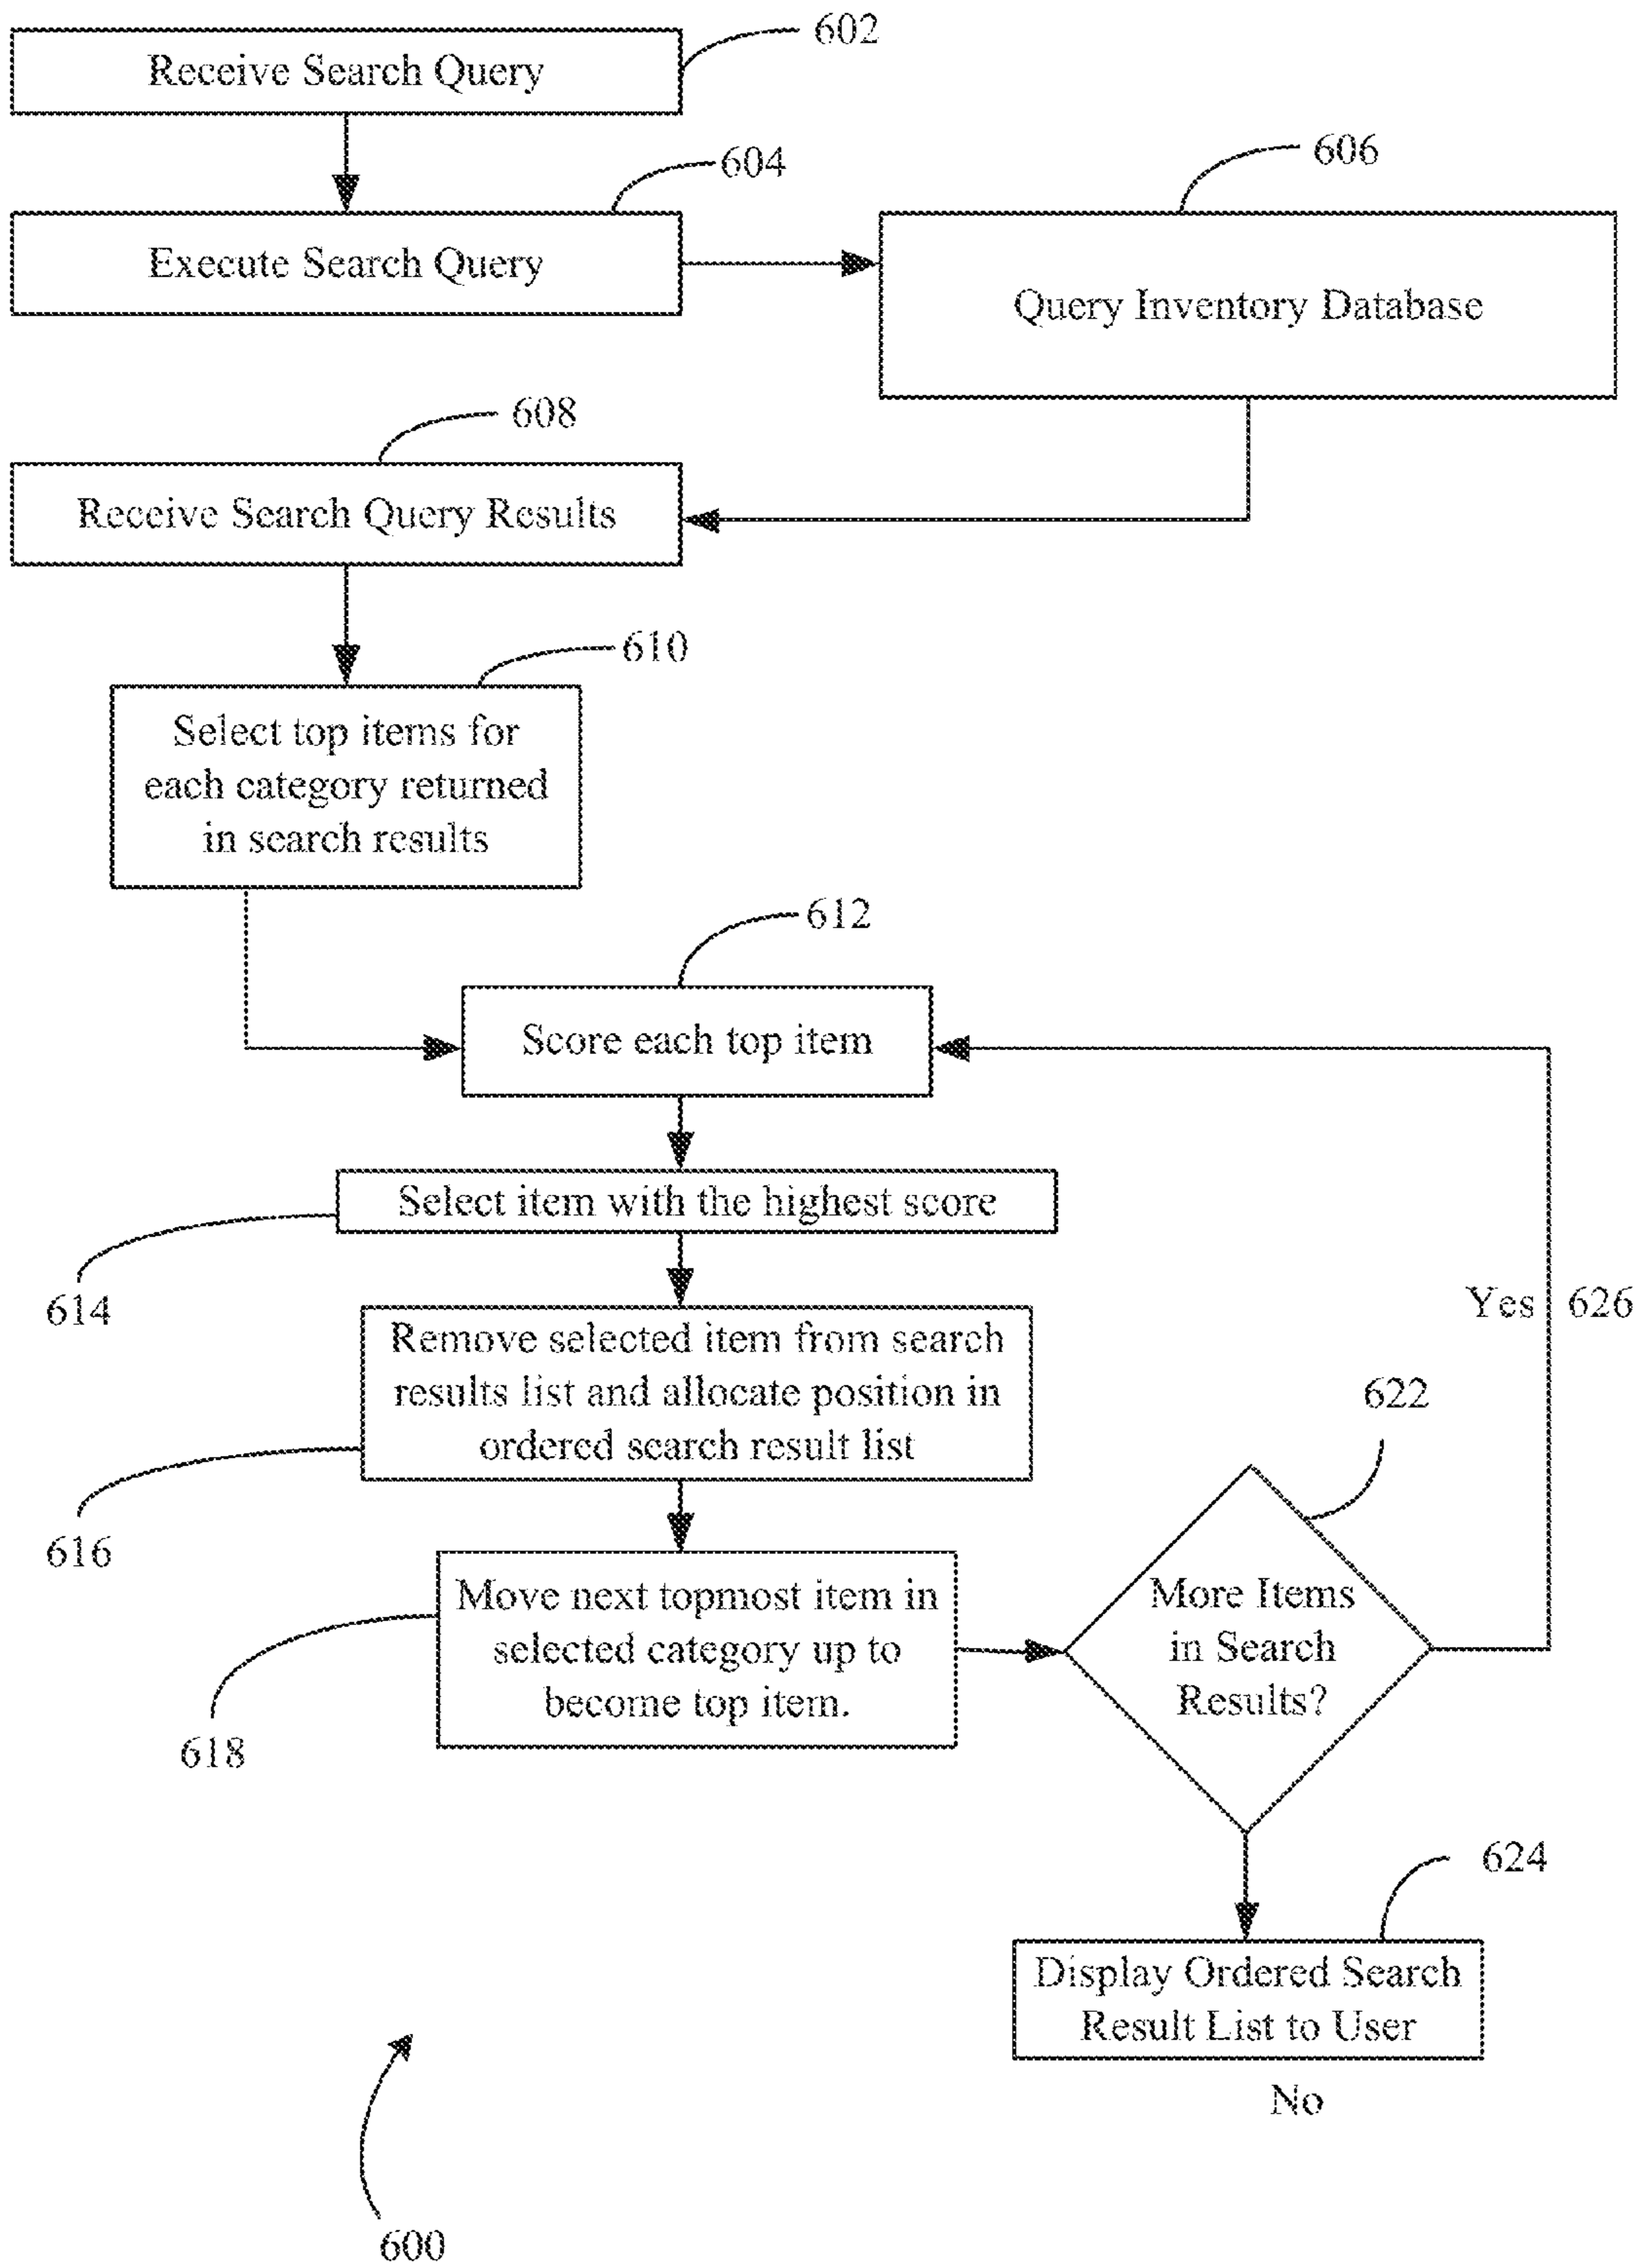 602
Receive Search Query
604
606
Execute Search Query
Query Inventory Database
608
Receive Search Query Results
610
Select top items for
each category returned
in search results
612
Score each top item
Select item with the highest score
614
Yes
626
Remove selected item from search
results list and allocate position in
ordered search result list
622
616
Move next topmost item in
selected category up to
become top item.
618
More Items
in Search
Results?
624
Display Ordered Search
Result List to User
No
600